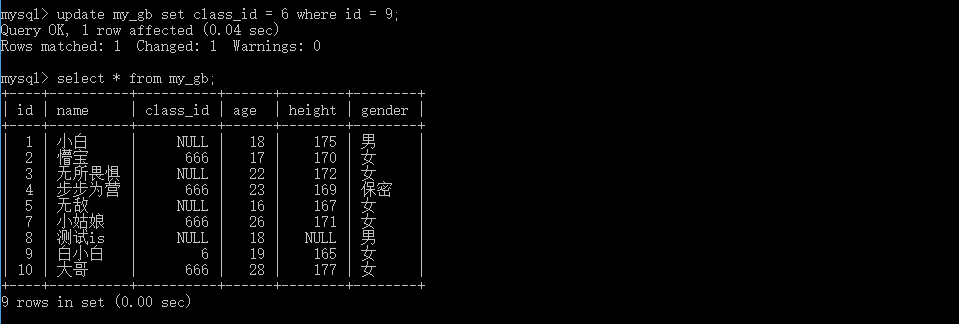 mysql> update my_gb set class_id = 6 where id = 9;
Query OK, 1 row affected (0.04 sec)
Rows matched: 1  Changed: 1  Warnings: 0
mysql> select * from my_gb;
+----+----------+----------+------+--------+--------+
| id | name     | class_id | age  | height | gender |
+----+----------+----------+------+--------+--------+
|  1 | 小白     |     NULL |   18 |    175 | 男     |
|  2 | 懵宝     |      666 |   17 |    170 | 女     |
|  3 | 无所畏惧 |     NULL |   22 |    172 | 女     |
|  4 | 步步为营 |      666 |   23 |    169 | 保密   |
|  5 | 无敌     |     NULL |   16 |    167 | 女     |
|  7 | 小姑娘   |      666 |   26 |    171 | 女     |
|  8 | 测试is   |     NULL |   18 |   NULL | 男     |
|  9 | 白小白   |        6 |   19 |    165 | 女     |
| 10 | 大哥     |      666 |   28 |    177 | 女     |
+----+----------+----------+------+--------+--------+
9 rows in set (0.00 sec)